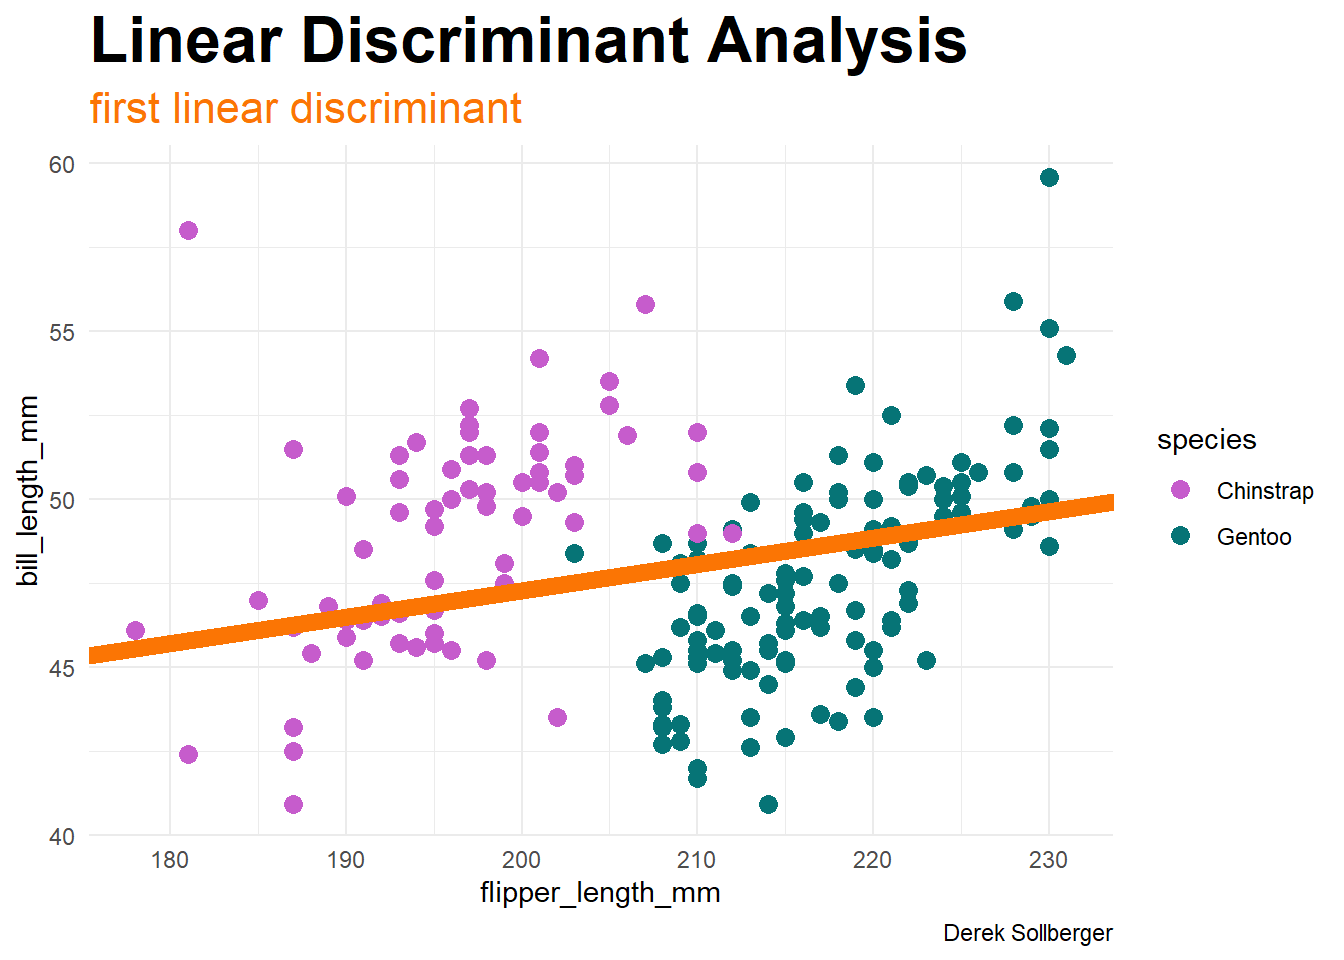 Linear Discriminant Analysis
first linear discriminant
60
55
50
45
40
bill_length_mm
180 190 200 210 220 230
flipper_length_mm
species
Chinstrap
Gentoo
Derek Sollberger